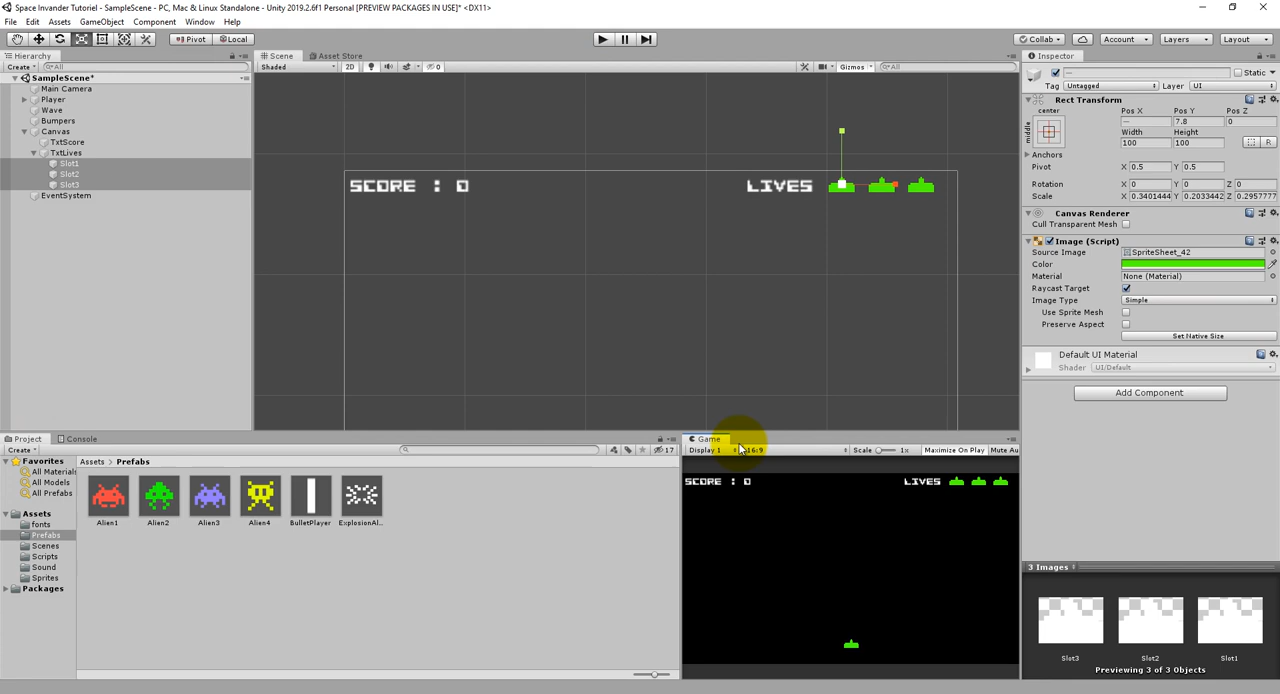 Space Invander Tutoriel - SampleScene - PC, Mac & Linux Standalone - Unity 2019.2.6f1 Personal [PREVIEW PACKAGES IN USE]* <DX11>
File Edit Assets GameObject Component Window Help
Pivot Local Collab Account Layers Layout
Hierarchy
Create All
SampleScene*
Main Camera
Player
Wave
Bumpers
Canvas
TxtScore
TxtLives
Slot1
Slot2
Slot3
EventSystem
Scene Asset Store
Shaded 2D 0 Gizmos All
SCORE : 0 LIVES
Inspector
— Static
Tag Untagged Layer UI
Rect Transform
center Pos X Pos Y Pos Z
middle — 7.8 0
Width Height
100 100 R
Anchors
Pivot X 0.5 Y 0.5
Rotation X 0 Y 0 Z 0
Scale X 0.3401444 Y 0.2033442 Z 0.2957777
Canvas Renderer
Cull Transparent Mesh
Image (Script)
Source Image SpriteSheet_42
Color
Material None (Material)
Raycast Target
Image Type Simple
Use Sprite Mesh
Preserve Aspect
Set Native Size
Default UI Material
Shader UI/Default
Add Component
Project Console
Create 17
Favorites
All Materials
All Models
All Prefabs
Assets
fonts
Prefabs
Scenes
Scripts
Sound
Sprites
Packages
Assets > Prefabs
Alien1 Alien2 Alien3 Alien4 BulletPlayer ExplosionAl...
Game
Display 1 16:9 Scale 1x Maximize On Play Mute Au
SCORE : 0 LIVES
3 Images
Slot3 Slot2 Slot1
Previewing 3 of 3 Objects